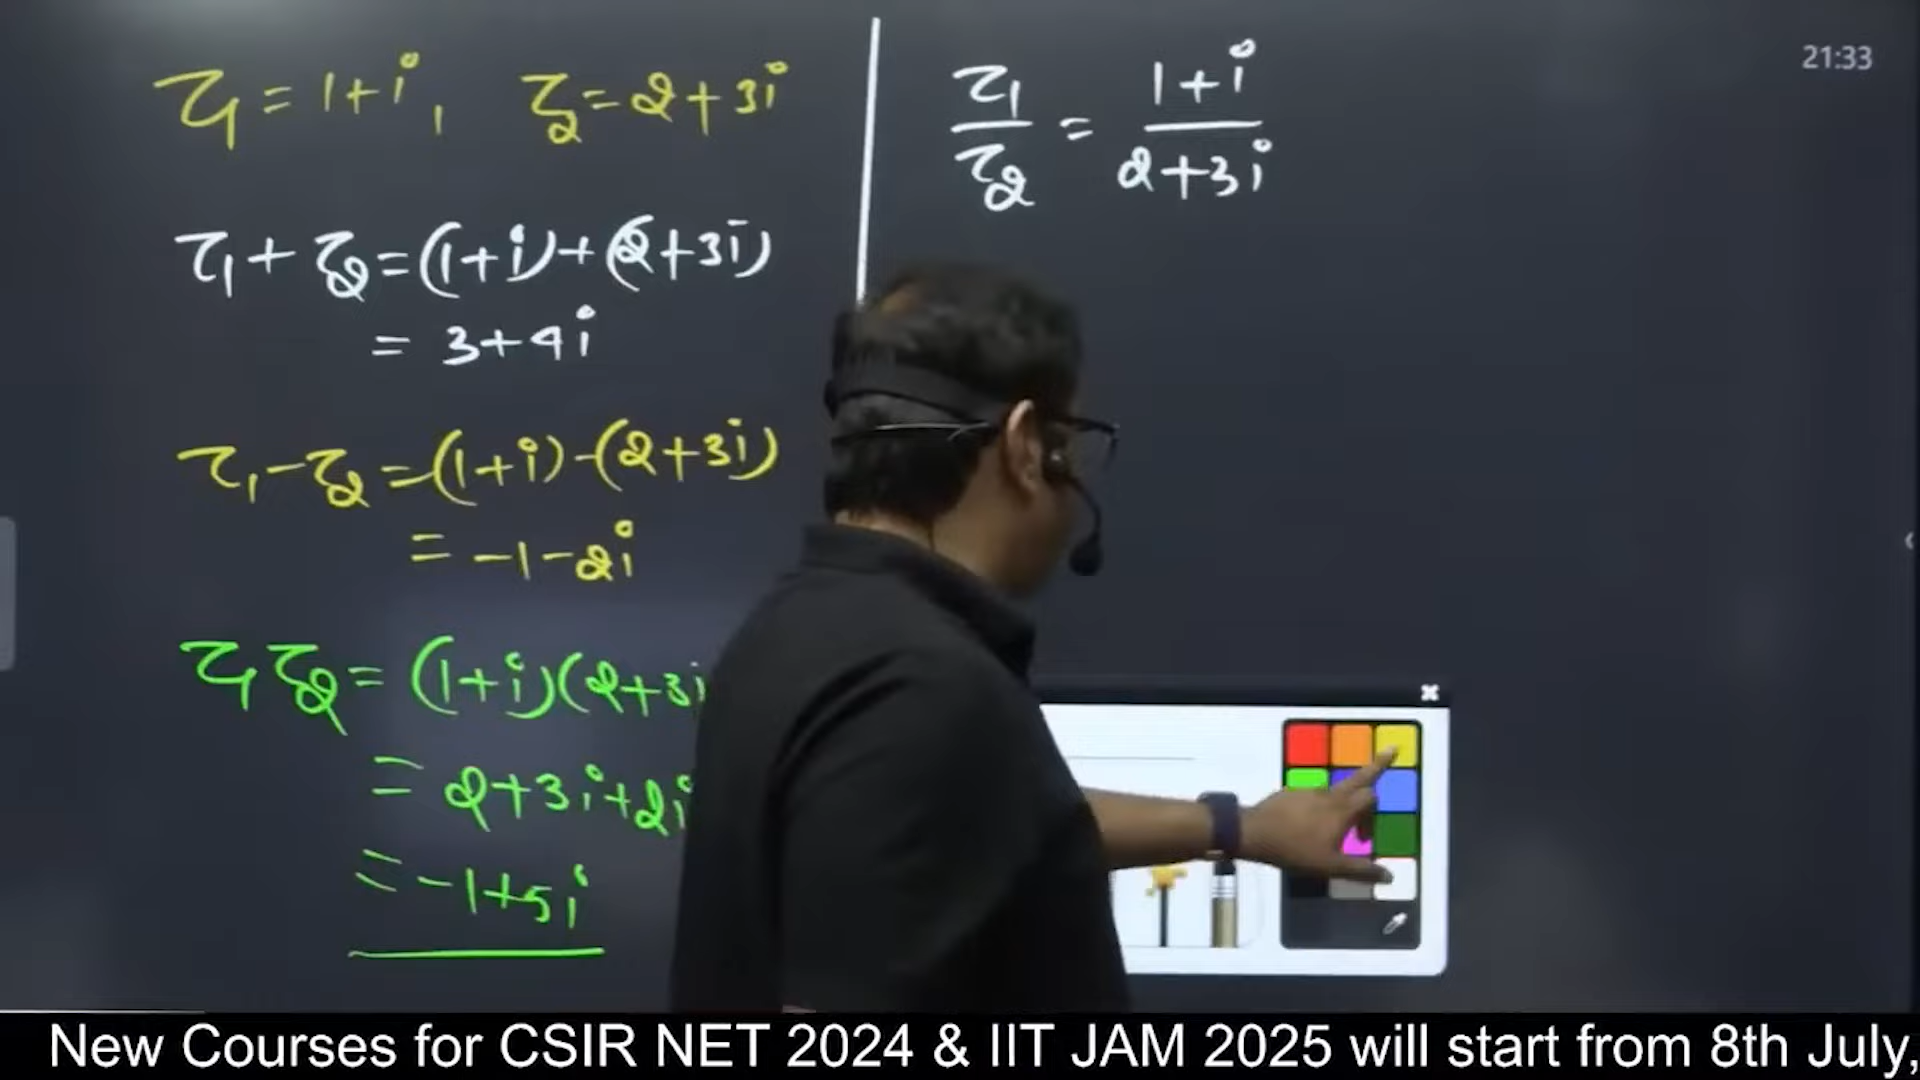 z₁ = 1+i, z₂ = 2+3i
z₁ + z₂ = (1+i)+(2+3i)
= 3+4i
z₁ - z₂ = (1+i)-(2+3i)
= -1-2i
z₁ z₂ = (1+i)(2+3i
= 2+3i+2i
= -1+5i
z₁/z₂ = (1+i)/(2+3i)
21:33
New Courses for CSIR NET 2024 & IIT JAM 2025 will start from 8th July,